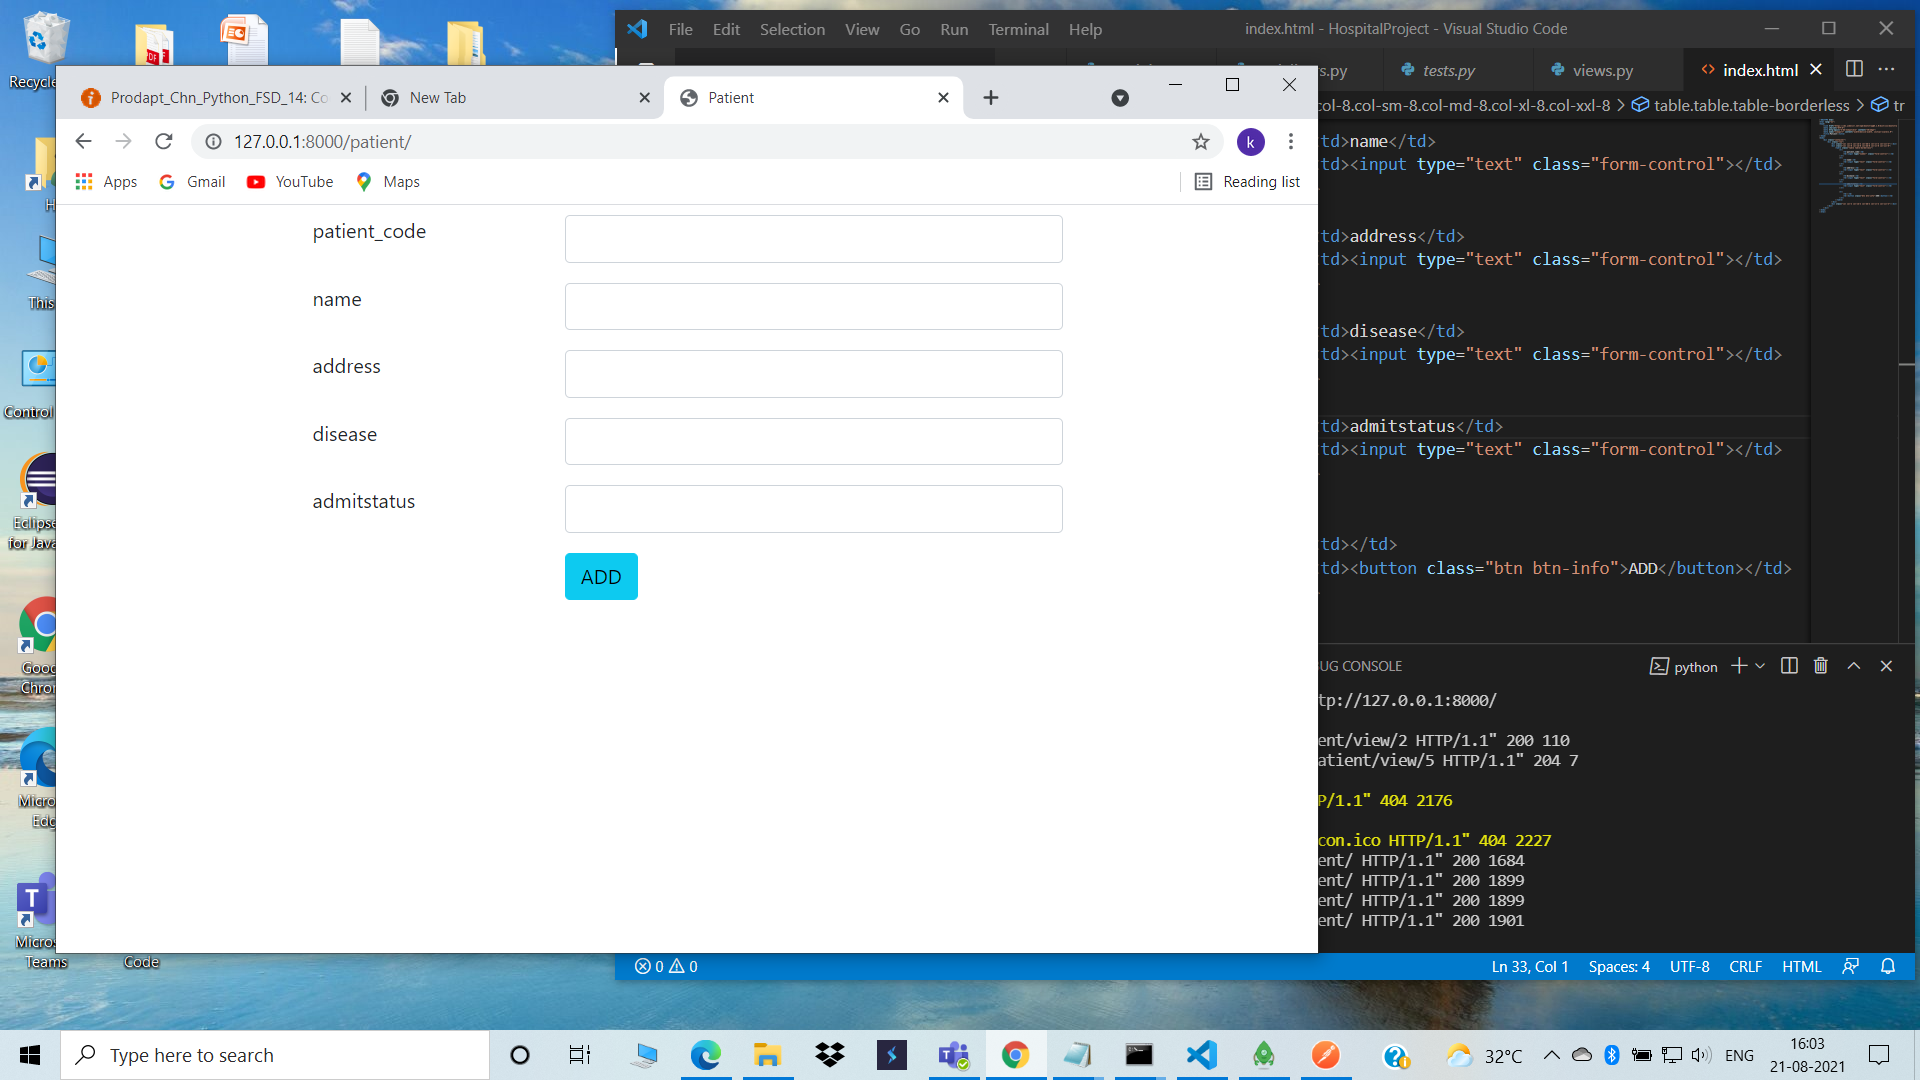 Recycle
File Edit Selection View Go Run Terminal Help
index.html - HospitalProject - Visual Studio Code
tests.py
views.py
index.html
Prodapt_Chn_Python_FSD_14: Co
New Tab
Patient
col-8.col-sm-8.col-md-8.col-xl-8.col-xxl-8 > table.table.table-borderless > tr
127.0.0.1:8000/patient/
k
Apps
Gmail
YouTube
Maps
Reading list
patient_code
name
address
disease
admitstatus
ADD
td>name</td>
td><input type="text" class="form-control"></td>
td>address</td>
td><input type="text" class="form-control"></td>
td>disease</td>
td><input type="text" class="form-control"></td>
td>admitstatus</td>
td><input type="text" class="form-control"></td>
td></td>
td><button class="btn btn-info">ADD</button></td>
UG CONSOLE
python
tp://127.0.0.1:8000/
ent/view/2 HTTP/1.1" 200 110
atient/view/5 HTTP/1.1" 204 7
P/1.1" 404 2176
con.ico HTTP/1.1" 404 2227
ent/ HTTP/1.1" 200 1684
ent/ HTTP/1.1" 200 1899
ent/ HTTP/1.1" 200 1899
ent/ HTTP/1.1" 200 1901
0 0
Ln 33, Col 1 Spaces: 4 UTF-8 CRLF HTML
This
Control
Eclipse
for Java
Goo
Chro
Micro
Edg
Micros
Teams
Code
Type here to search
32°C
ENG
16:03
21-08-2021